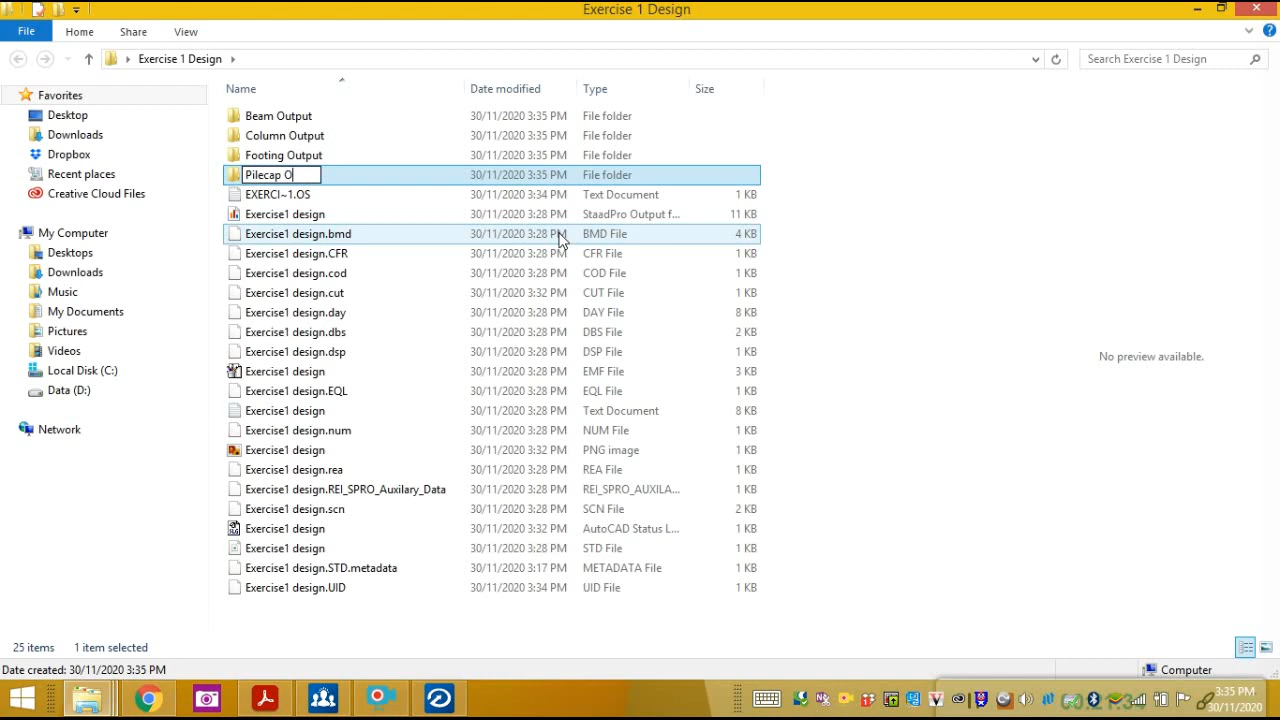 Exercise 1 Design
File Home Share View
Exercise 1 Design Search Exercise 1 Design
Name Date modified Type Size
Favorites
Desktop
Downloads
Dropbox
Recent places
Creative Cloud Files
My Computer
Desktops
Downloads
Music
My Documents
Pictures
Videos
Local Disk (C:)
Data (D:)
Network
Beam Output 30/11/2020 3:35 PM File folder
Column Output 30/11/2020 3:35 PM File folder
Footing Output 30/11/2020 3:35 PM File folder
Pilecap O 30/11/2020 3:35 PM File folder
EXERCI~1.OS 30/11/2020 3:34 PM Text Document 1 KB
Exercise1 design 30/11/2020 3:28 PM StaadPro Output f... 11 KB
Exercise1 design.bmd 30/11/2020 3:28 PM BMD File 4 KB
Exercise1 design.CFR 30/11/2020 3:28 PM CFR File 1 KB
Exercise1 design.cod 30/11/2020 3:28 PM COD File 1 KB
Exercise1 design.cut 30/11/2020 3:32 PM CUT File 1 KB
Exercise1 design.day 30/11/2020 3:28 PM DAY File 8 KB
Exercise1 design.dbs 30/11/2020 3:28 PM DBS File 2 KB
Exercise1 design.dsp 30/11/2020 3:28 PM DSP File 1 KB
Exercise1 design 30/11/2020 3:28 PM EMF File 3 KB
Exercise1 design.EQL 30/11/2020 3:28 PM EQL File 1 KB
Exercise1 design 30/11/2020 3:28 PM Text Document 8 KB
Exercise1 design.num 30/11/2020 3:28 PM NUM File 1 KB
Exercise1 design 30/11/2020 3:32 PM PNG image 1 KB
Exercise1 design.rea 30/11/2020 3:28 PM REA File 1 KB
Exercise1 design.REI_SPRO_Auxilary_Data 30/11/2020 3:28 PM REI_SPRO_AUXILA... 1 KB
Exercise1 design.scn 30/11/2020 3:28 PM SCN File 2 KB
Exercise1 design 30/11/2020 3:32 PM AutoCAD Status L... 1 KB
Exercise1 design 30/11/2020 3:28 PM STD File 1 KB
Exercise1 design.STD.metadata 30/11/2020 3:17 PM METADATA File 1 KB
Exercise1 design.UID 30/11/2020 3:34 PM UID File 1 KB
No preview available.
25 items 1 item selected
Date created: 30/11/2020 3:35 PM Computer
3:35 PM
30/11/2020